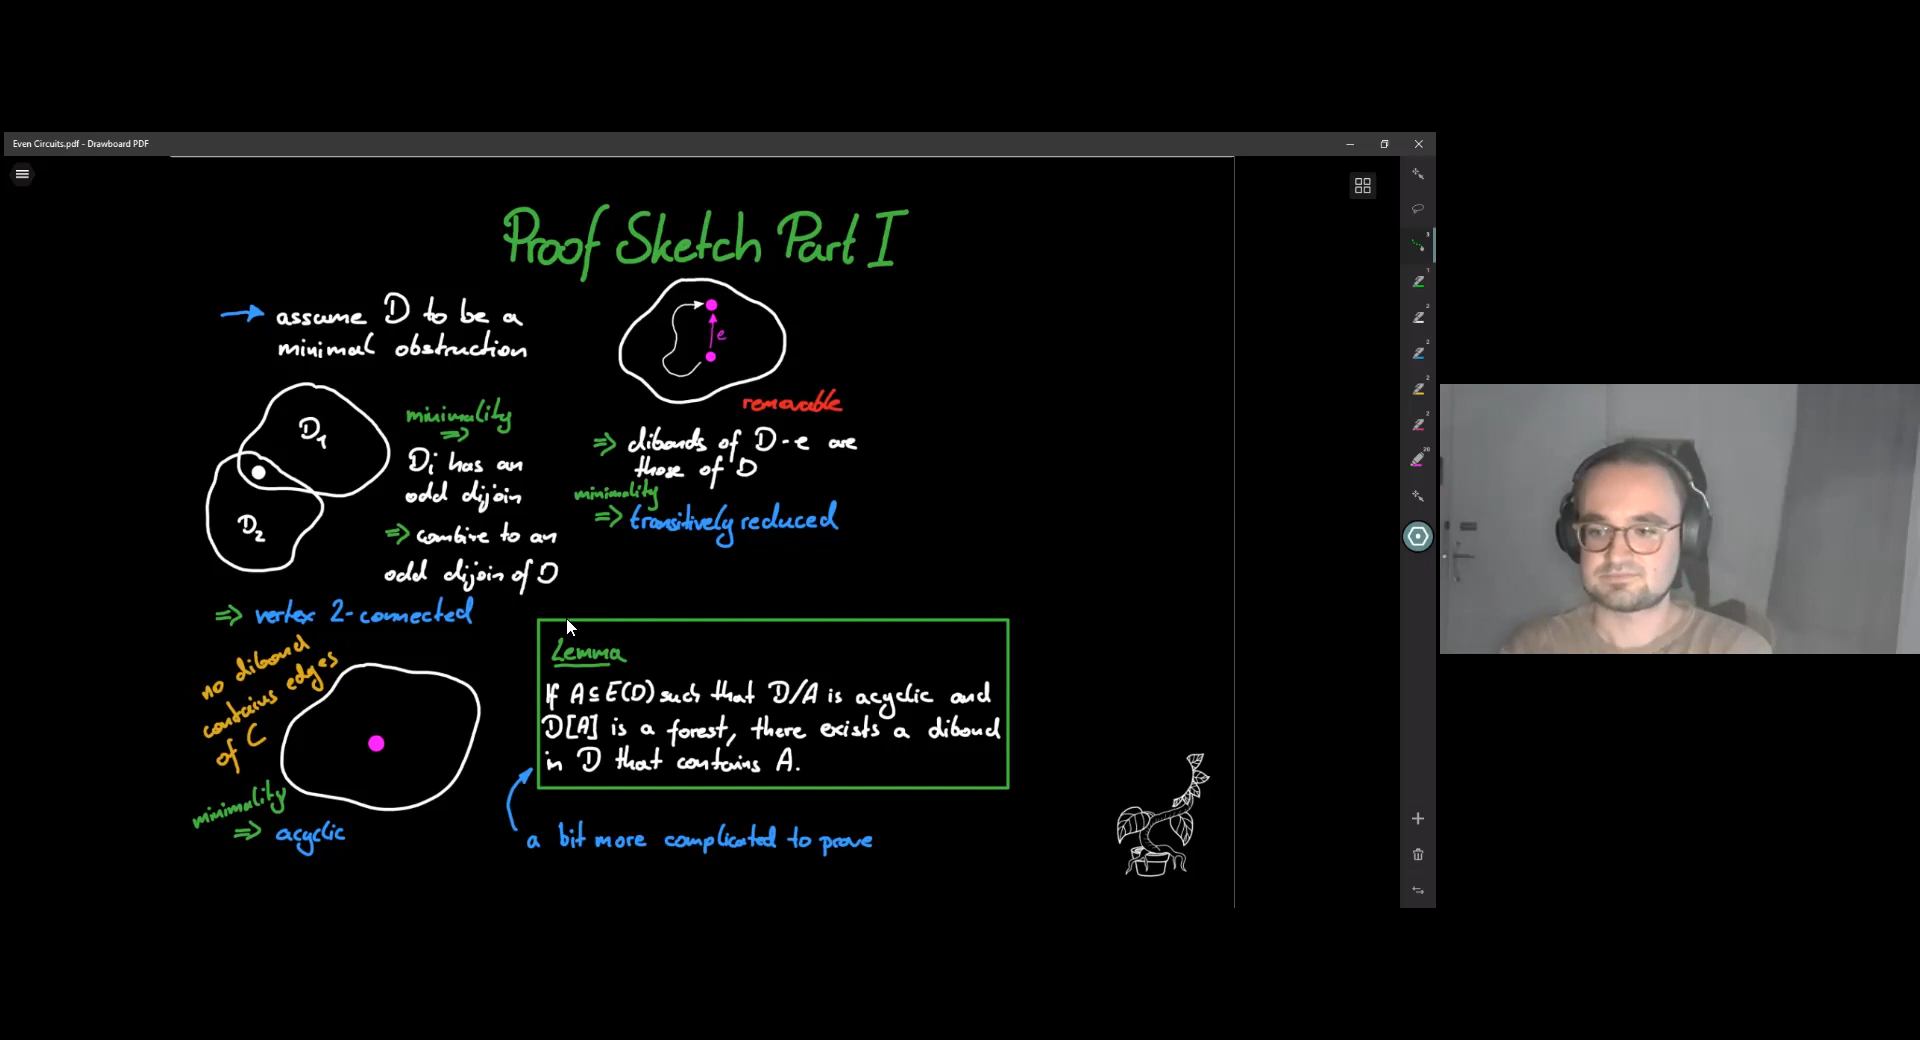 Even Circuits.pdf - Drawboard PDF
Proof Sketch Part I
assume D to be a
minimal obstruction
D1
D2
minimality
⇒
Di has an
odd dijoin
⇒ combine to an
odd dijoin of D
⇒ vertex 2-connected
no dibond
contains edges
of C
minimality
⇒ acyclic
e
removable
⇒ dibonds of D-e are
those of D
minimality
⇒ transitively reduced
Lemma
If A⊆E(D) such that D/A is acyclic and
D[A] is a forest, there exists a dibond
in D that contains A.
a bit more complicated to prove